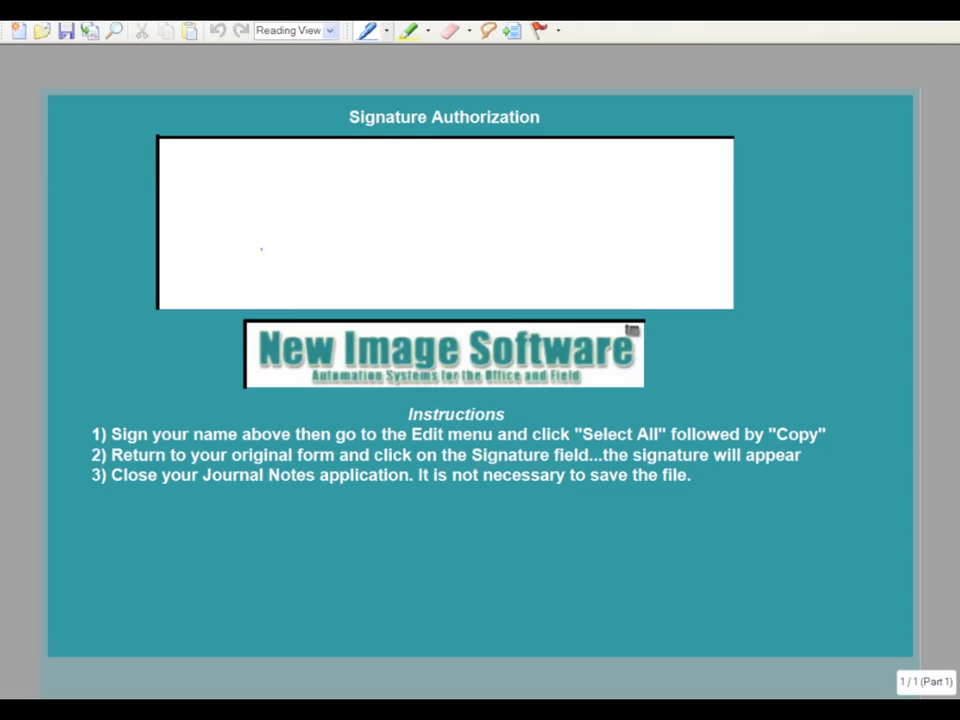 Reading View
Signature Authorization
New Image Software
tm
Automation Systems for the Office and Field
Instructions
1) Sign your name above then go to the Edit menu and click "Select All" followed by "Copy"
2) Return to your original form and click on the Signature field...the signature will appear
3) Close your Journal Notes application. It is not necessary to save the file.
1 / 1 (Part 1)